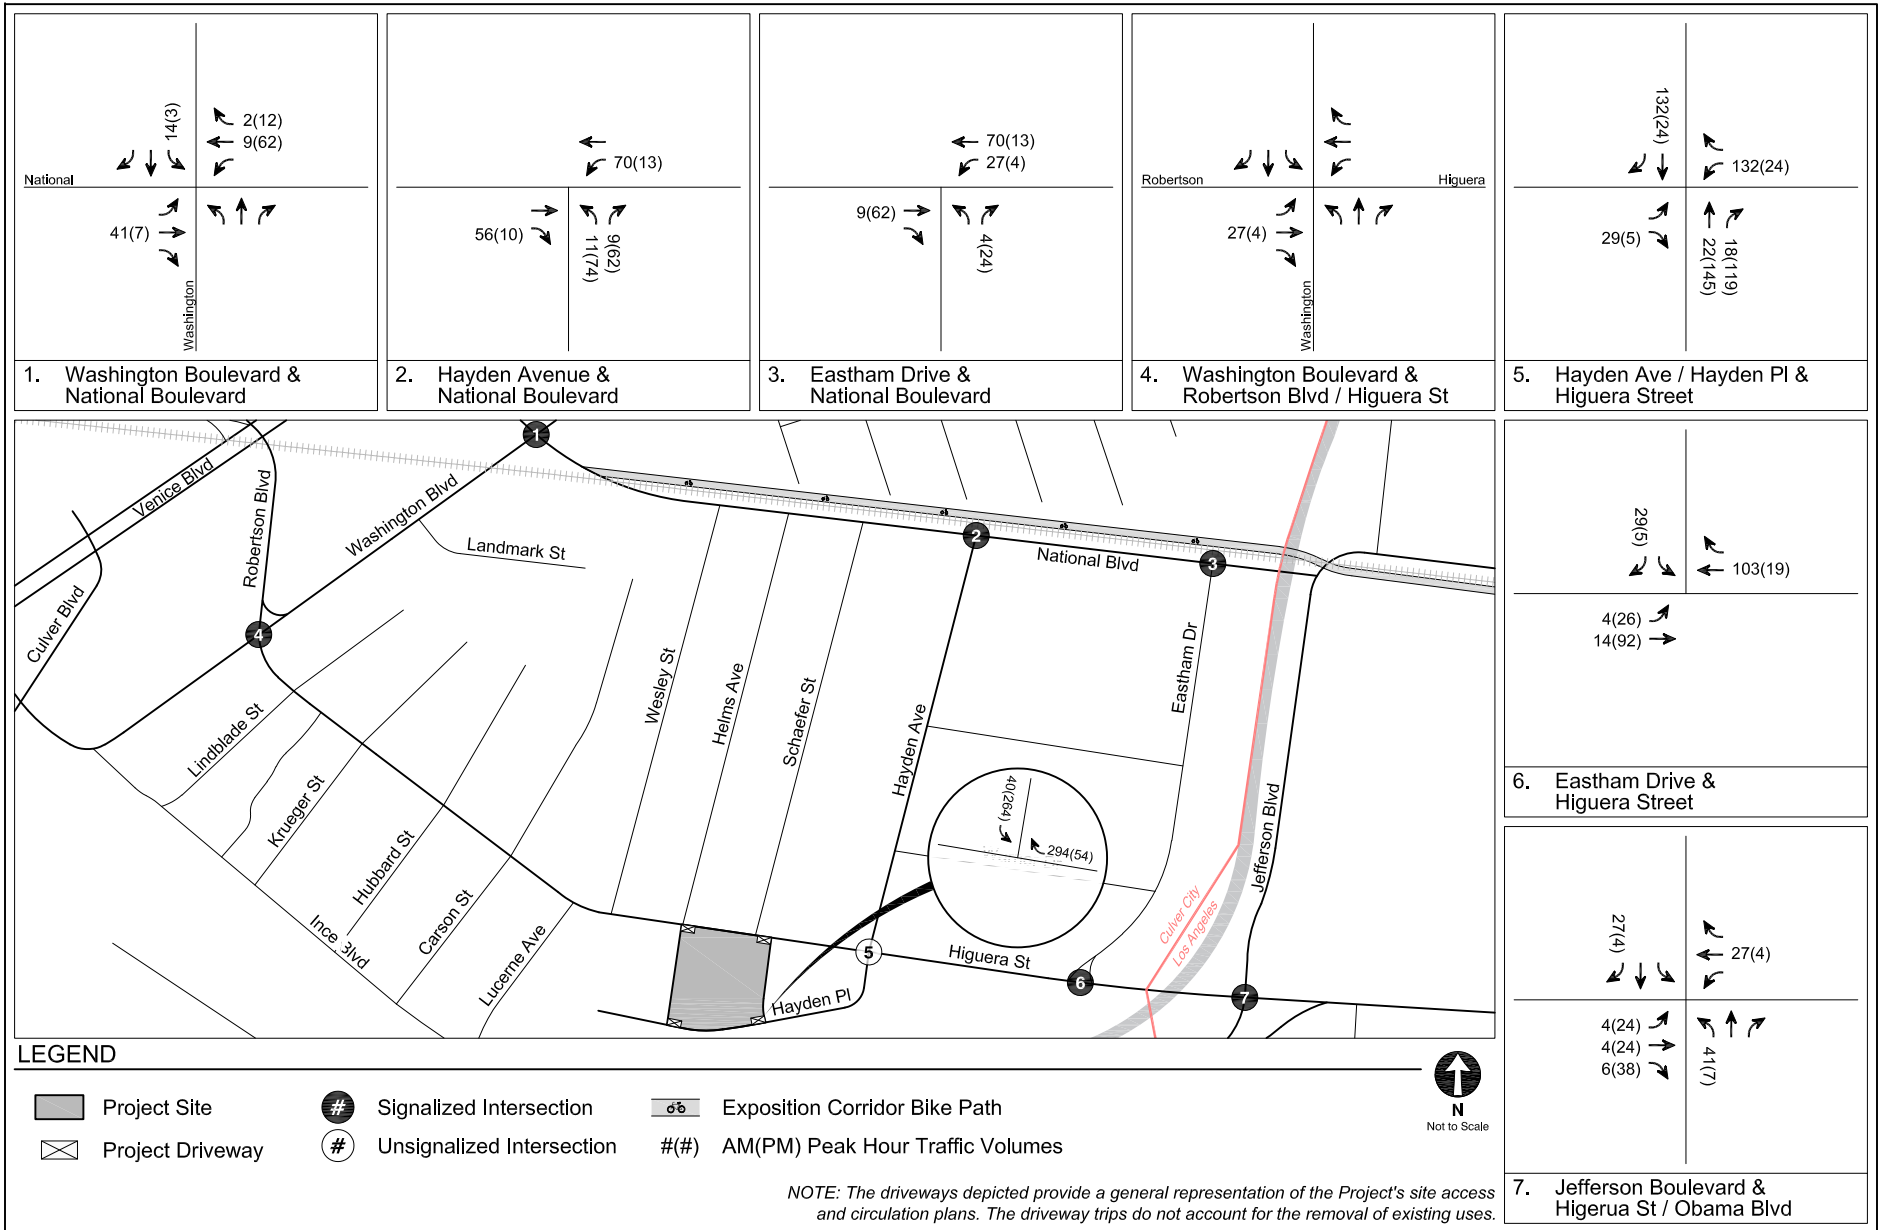 14(3)
2(12)
9(62)
National
41(7)
Washington
1. Washington Boulevard &
National Boulevard
70(13)
56(10)
11(74)
9(62)
2. Hayden Avenue &
National Boulevard
70(13)
27(4)
9(62)
4(24)
3. Eastham Drive &
National Boulevard
Robertson
Higuera
27(4)
Washington
4. Washington Boulevard &
Robertson Blvd / Higuera St
132(24)
132(24)
29(5)
22(145)
18(119)
5. Hayden Ave / Hayden Pl &
Higuera Street
29(5)
103(19)
4(26)
14(92)
6. Eastham Drive &
Higuera Street
27(4)
27(4)
4(24)
4(24)
6(38)
41(7)
7. Jefferson Boulevard &
Higerua St / Obama Blvd
1
Venice Blvd
Robertson Blvd
Washington Blvd
Landmark St
2
National Blvd
3
Culver Blvd
4
Wesley St
Helms Ave
Schaefer St
Hayden Ave
Eastham Dr
Jefferson Blvd
Lindblade St
Krueger St
Hubbard St
Carson St
Lucerne Ave
Ince Blvd
40(264)
294(54)
Culver City
Los Angeles
5
Higuera St
6
7
Hayden Pl
LEGEND
Project Site
# Signalized Intersection
Exposition Corridor Bike Path
Project Driveway
# Unsignalized Intersection
#(#) AM(PM) Peak Hour Traffic Volumes
N
Not to Scale
NOTE: The driveways depicted provide a general representation of the Project's site access
and circulation plans. The driveway trips do not account for the removal of existing uses.